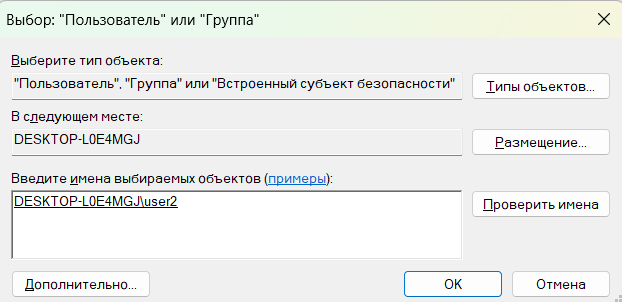 Выбор: "Пользователь" или "Группа"
Выберите тип объекта:
"Пользователь", "Группа" или "Встроенный субъект безопасности"
Типы объектов...
В следующем месте:
DESKTOP-L0E4MGJ
Размещение...
Введите имена выбираемых объектов (примеры):
DESKTOP-L0E4MGJ\user2
Проверить имена
Дополнительно...
ОК
Отмена